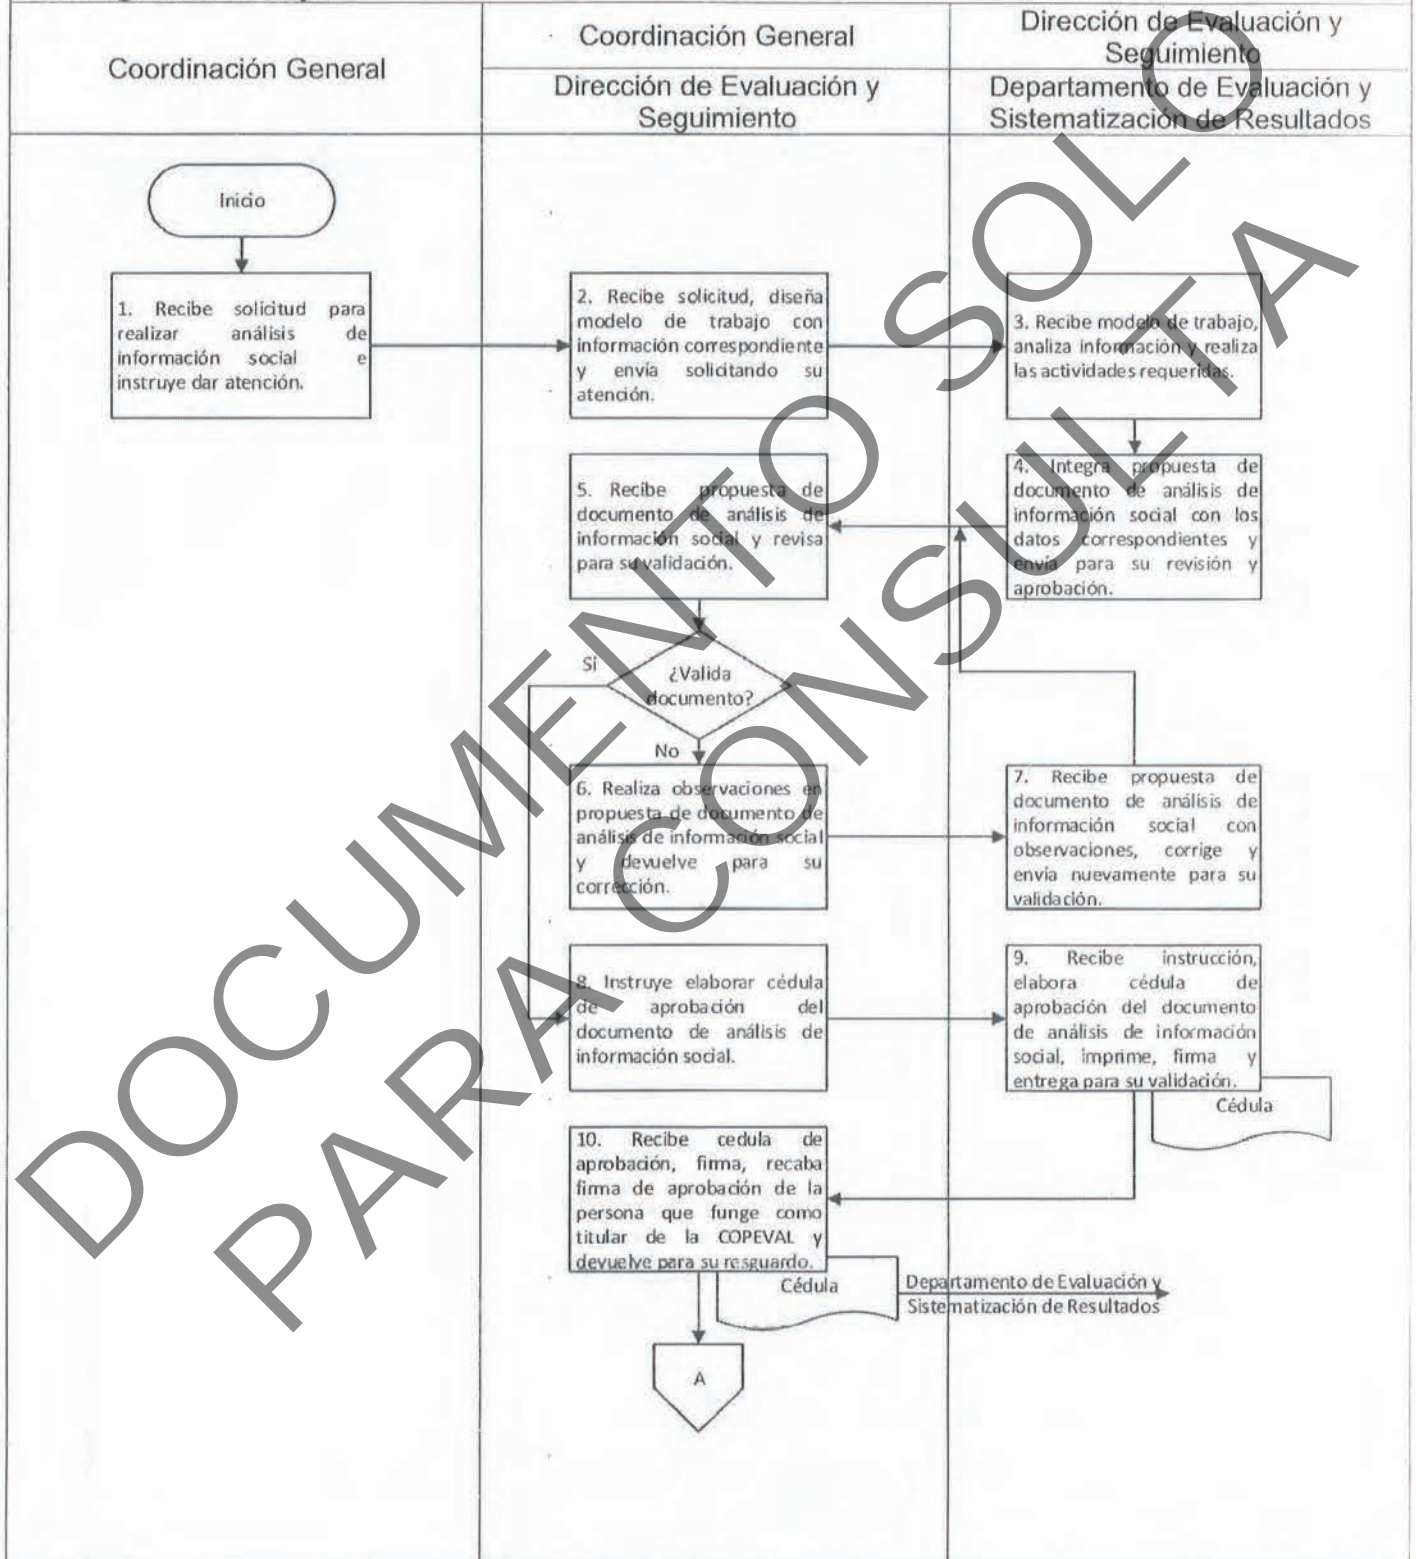 Coordinación General
Coordinación General
Dirección de Evaluación y
Seguimiento
Dirección de Evaluación y
Seguimiento
Departamento de Evaluación y
Sistematización de Resultados
Inicio
1. Recibe solicitud para
realizar análisis de
información social e
instruye dar atención.
2. Recibe solicitud, diseña
modelo de trabajo con
información correspondiente
y envía solicitando su
atención.
3. Recibe modelo de trabajo,
analiza información y realiza
las actividades requeridas.
4. Integra propuesta de
documento de análisis de
información social con los
datos correspondientes y
envía para su revisión y
aprobación.
5. Recibe propuesta de
documento de análisis de
información social y revisa
para su validación.
¿Valida
documento?
Si
No
6. Realiza observaciones en
propuesta de documento de
análisis de información social
y devuelve para su
corrección.
7. Recibe propuesta de
documento de análisis de
información social con
observaciones, corrige y
envía nuevamente para su
validación.
8. Instruye elaborar cédula
de aprobación del
documento de análisis de
información social.
9. Recibe instrucción,
elabora cédula de
aprobación del documento
de análisis de información
social, imprime, firma y
entrega para su validación.
Cédula
10. Recibe cedula de
aprobación, firma, recaba
firma de aprobación de la
persona que funge como
titular de la COPEVAL y
devuelve para su resguardo.
Cédula
Departamento de Evaluación y
Sistematización de Resultados
A
DOCUMENTO SOLO
PARA CONSULTA